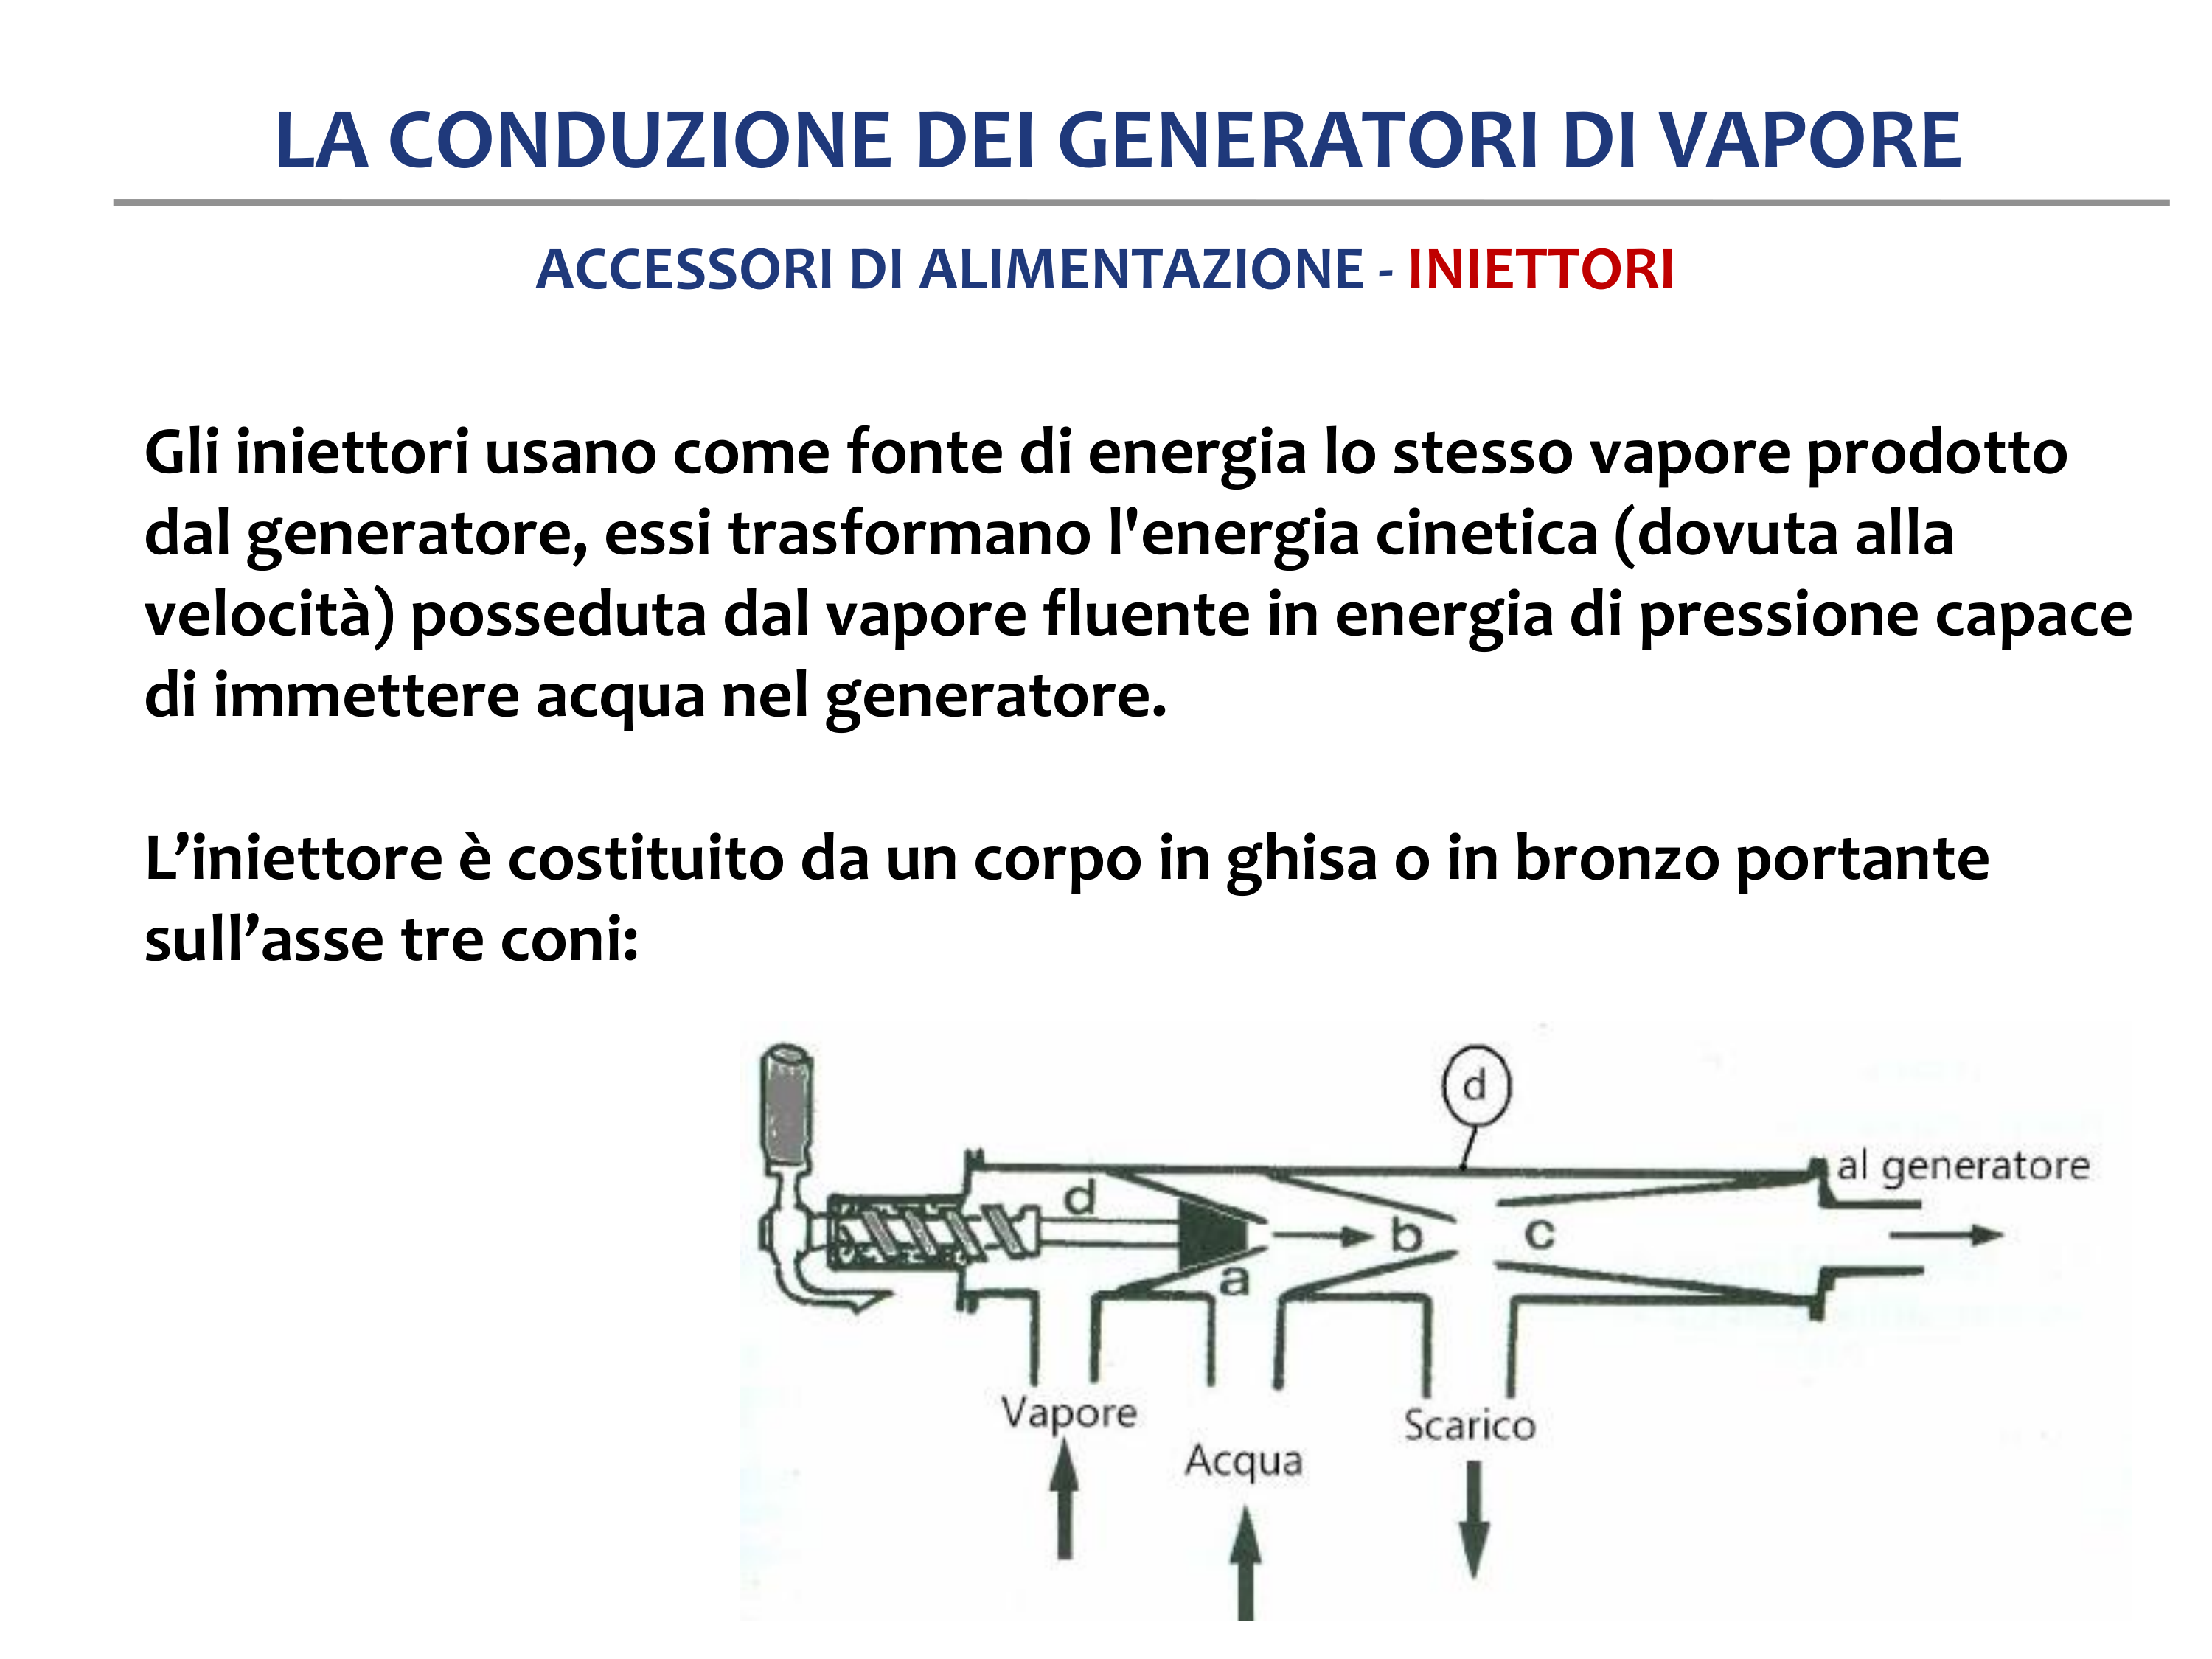 LA CONDUZIONE DEI GENERATORI DI VAPORE
ACCESSORI DI ALIMENTAZIONE - INIETTORI
Gli iniettori usano come fonte di energia lo stesso vapore prodotto
dal generatore, essi trasformano l'energia cinetica (dovuta alla
velocità) posseduta dal vapore fluente in energia di pressione capace
di immettere acqua nel generatore.
L’iniettore è costituito da un corpo in ghisa o in bronzo portante
sull’asse tre coni:
d
al generatore
d
b
c
a
Vapore
Scarico
Acqua